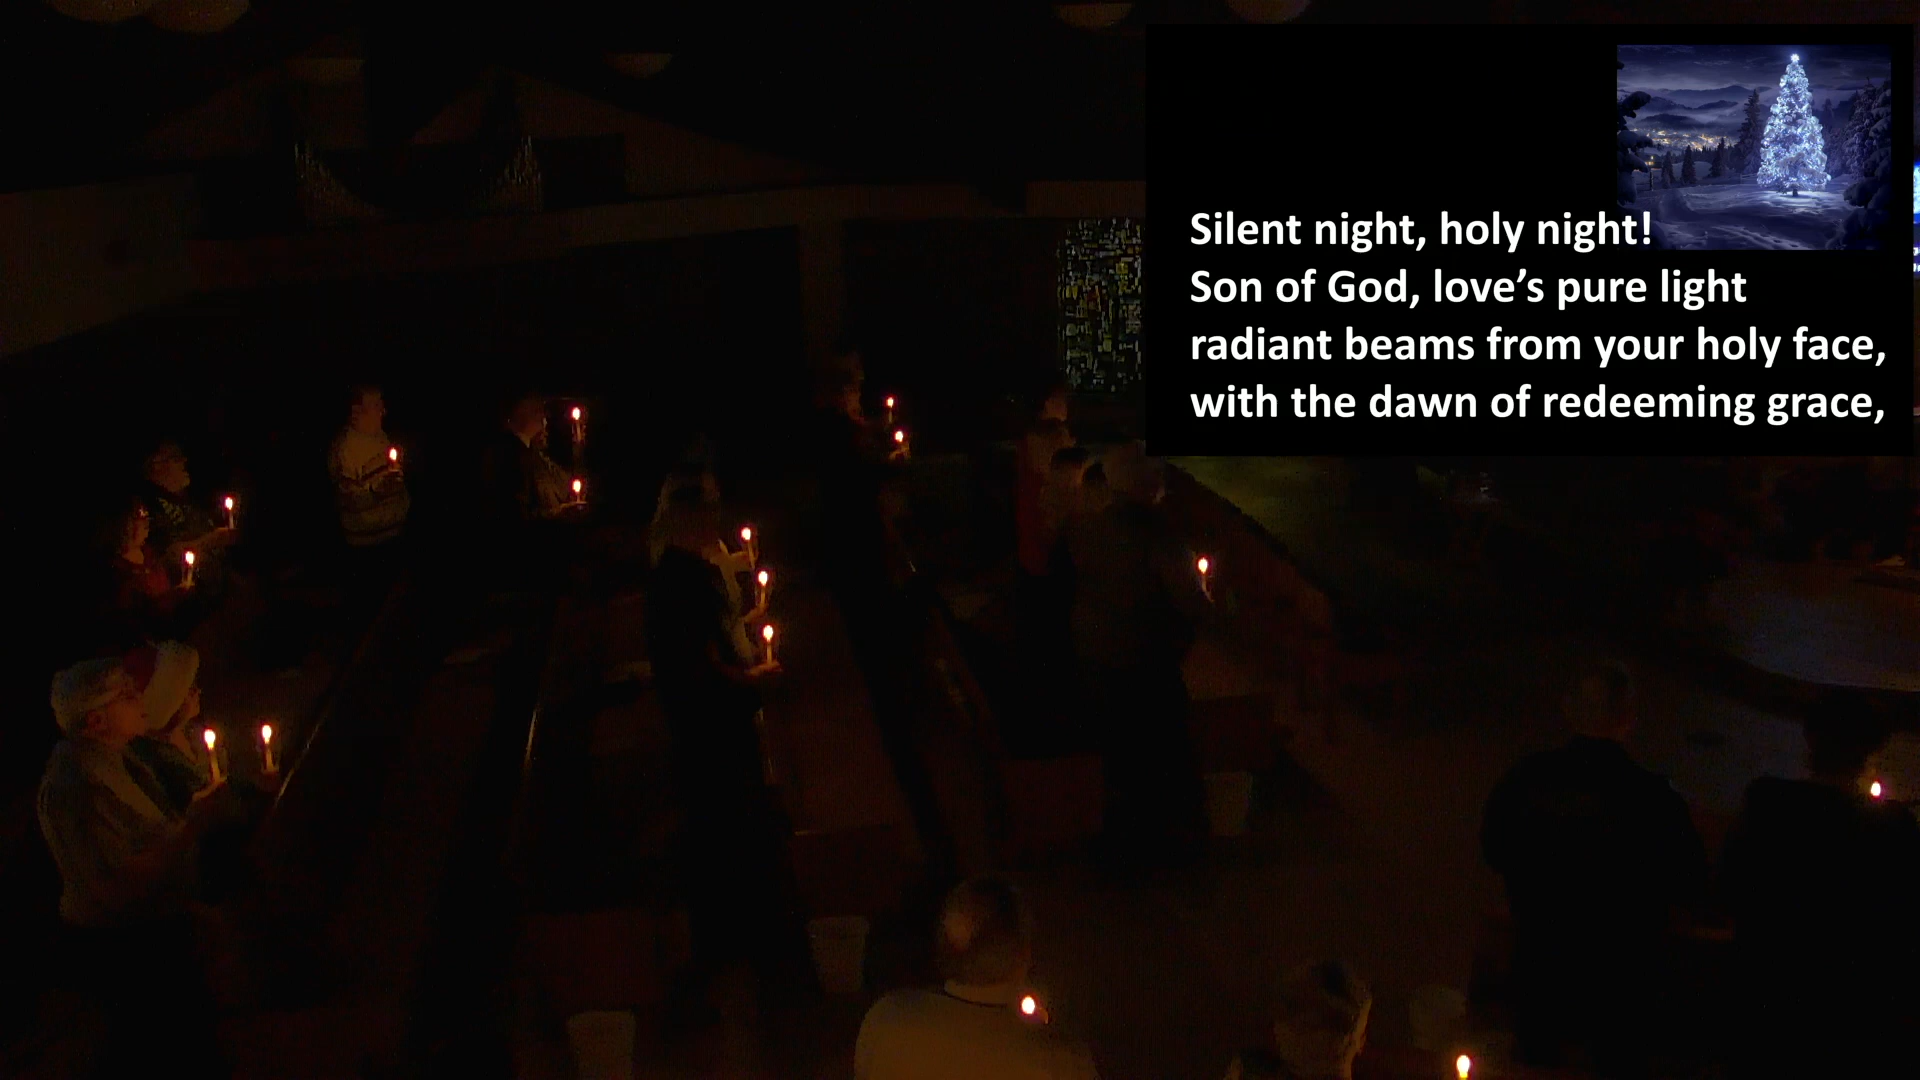 Silent night, holy night!
Son of God, love’s pure light
radiant beams from your holy face,
with the dawn of redeeming grace,